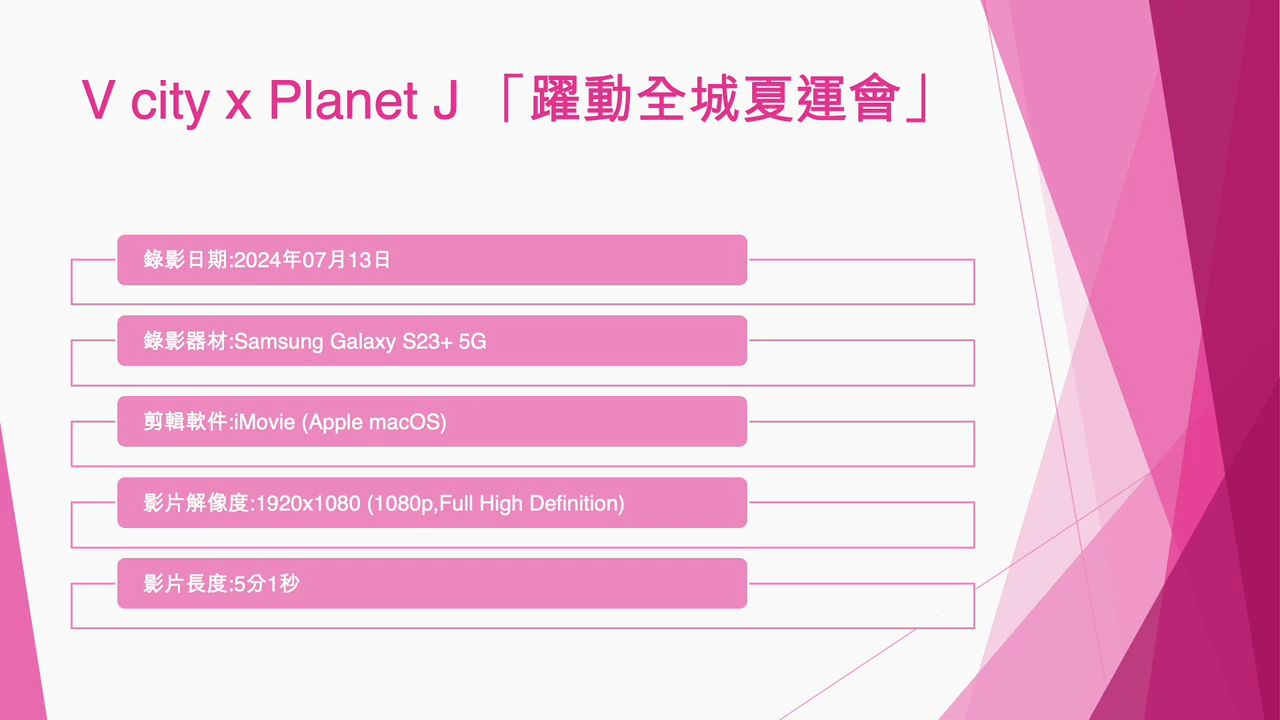 V city x Planet J 「躍動全城夏運會」
錄影日期:2024年07月13日
錄影器材:Samsung Galaxy S23+ 5G
剪輯軟件:iMovie (Apple macOS)
影片解像度:1920x1080 (1080p,Full High Definition)
影片長度:5分1秒